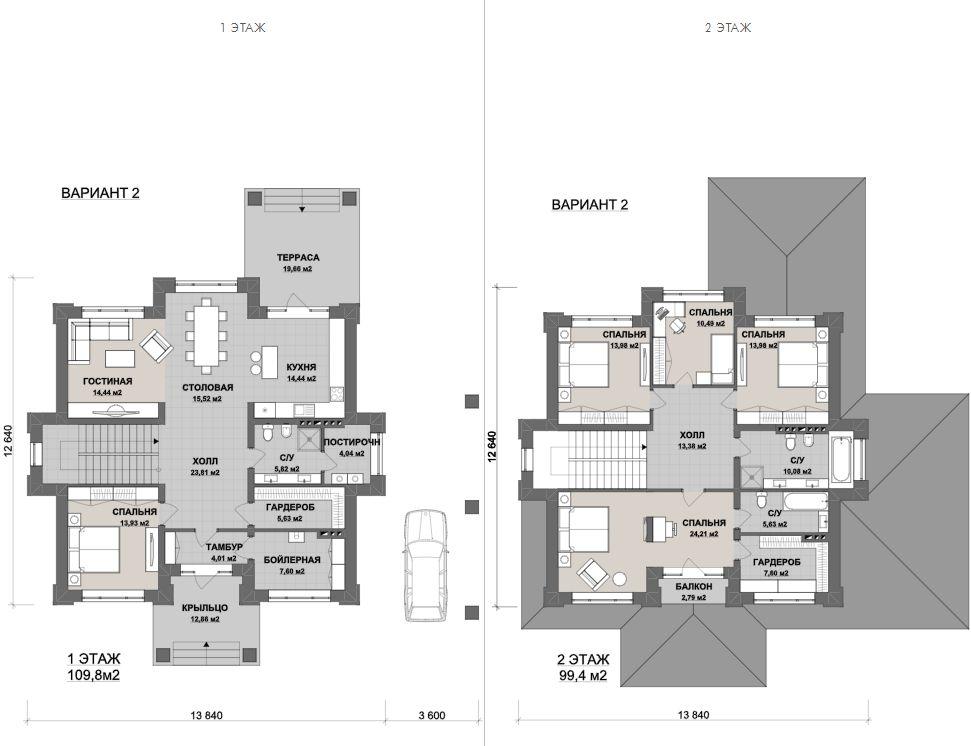 1 ЭТАЖ
ВАРИАНТ 2
ТЕРРАСА
19,66 м2
ГОСТИНАЯ
14,44 м2
СТОЛОВАЯ
15,52 м2
КУХНЯ
14,44 м2
ХОЛЛ
23,81 м2
С/У
5,82 м2
ПОСТИРОЧН
4,04 м2
СПАЛЬНЯ
13,93 м2
ГАРДЕРОБ
5,63 м2
ТАМБУР
4,01 м2
БОЙЛЕРНАЯ
7,60 м2
КРЫЛЬЦО
12,86 м2
12 640
1 ЭТАЖ
109,8м2
13 840
3 600
2 ЭТАЖ
ВАРИАНТ 2
СПАЛЬНЯ
13,98 м2
СПАЛЬНЯ
10,49 м2
СПАЛЬНЯ
13,98 м2
ХОЛЛ
13,38 м2
С/У
10,08 м2
СПАЛЬНЯ
24,21 м2
С/У
5,63 м2
ГАРДЕРОБ
7,60 м2
БАЛКОН
2,79 м2
12 640
2 ЭТАЖ
99,4 м2
13 840